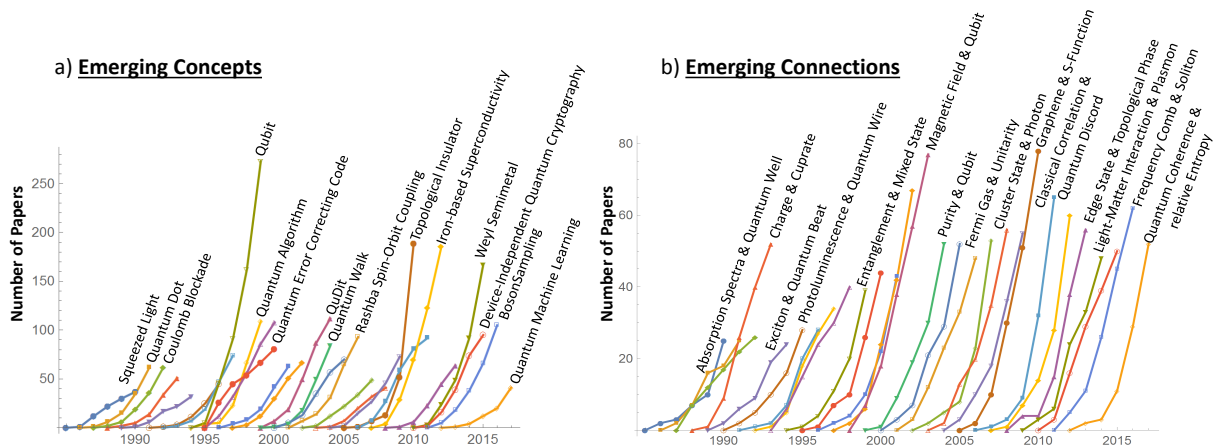 a) Emerging Concepts
Number of Papers
250
200
150
100
50
1990
1995
2000
2005
2010
2015
Squeezed Light
Quantum Dot
Coulomb Blockade
Qubit
Quantum Algorithm
Quantum Error Correcting Code
QuDit
Quantum Walk
Rashba Spin-Orbit Coupling
Topological Insulator
Iron-based Superconductivity
Weyl Semimetal
Device-Independent Quantum Cryptography
BosonSampling
Quantum Machine Learning
b) Emerging Connections
Number of Papers
80
60
40
20
1990
1995
2000
2005
2010
2015
Absorption Spectra & Quantum Well
Charge & Cuprate
Exciton & Quantum Beat
Photoluminescence & Quantum Wire
Entanglement & Mixed State
Magnetic Field & Qubit
Purity & Qubit
Fermi Gas & Unitarity
Cluster State & Photon
Graphene & S-Function
Classical Correlation &
Quantum Discord
Edge State & Topological Phase
Light-Matter Interaction & Plasmon
Frequency Comb & Soliton
Quantum Coherence &
relative Entropy